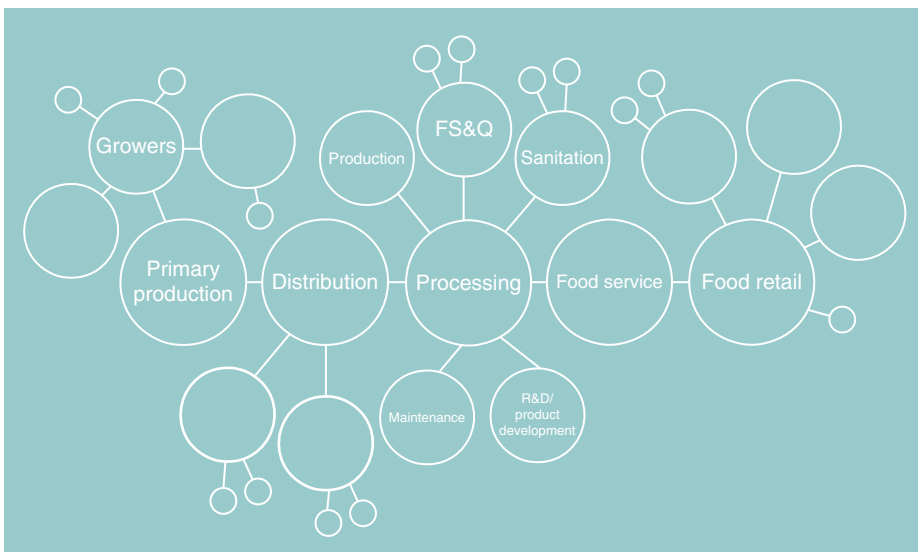 FS&Q
Growers
Production
Sanitation
Primary
production
Distribution
Processing
Food service
Food retail
Maintenance
R&D/
product
development